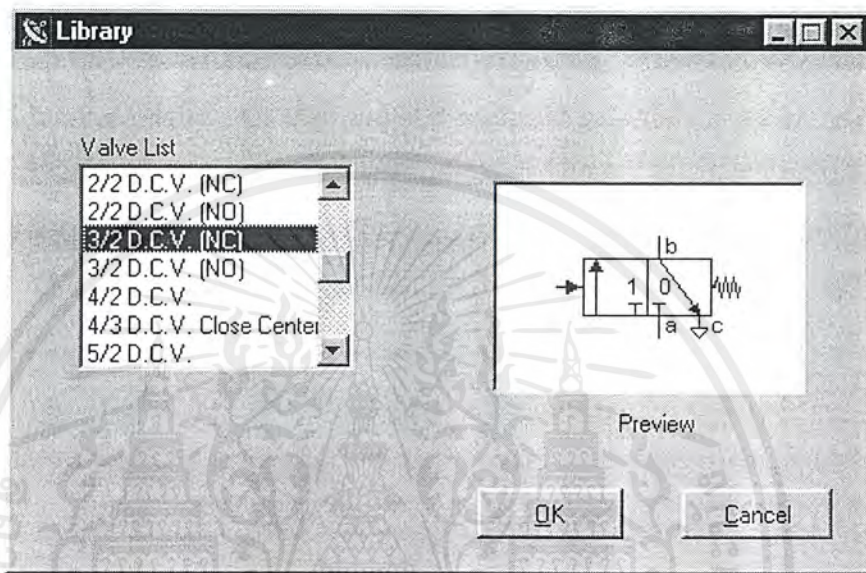 Library
Valve List
2/2 D.C.V. (NC)
2/2 D.C.V. (NO)
3/2 D.C.V. (NC)
3/2 D.C.V. (NO)
4/2 D.C.V.
4/3 D.C.V. Close Center
5/2 D.C.V.
b
1 0
a c
Preview
OK Cancel